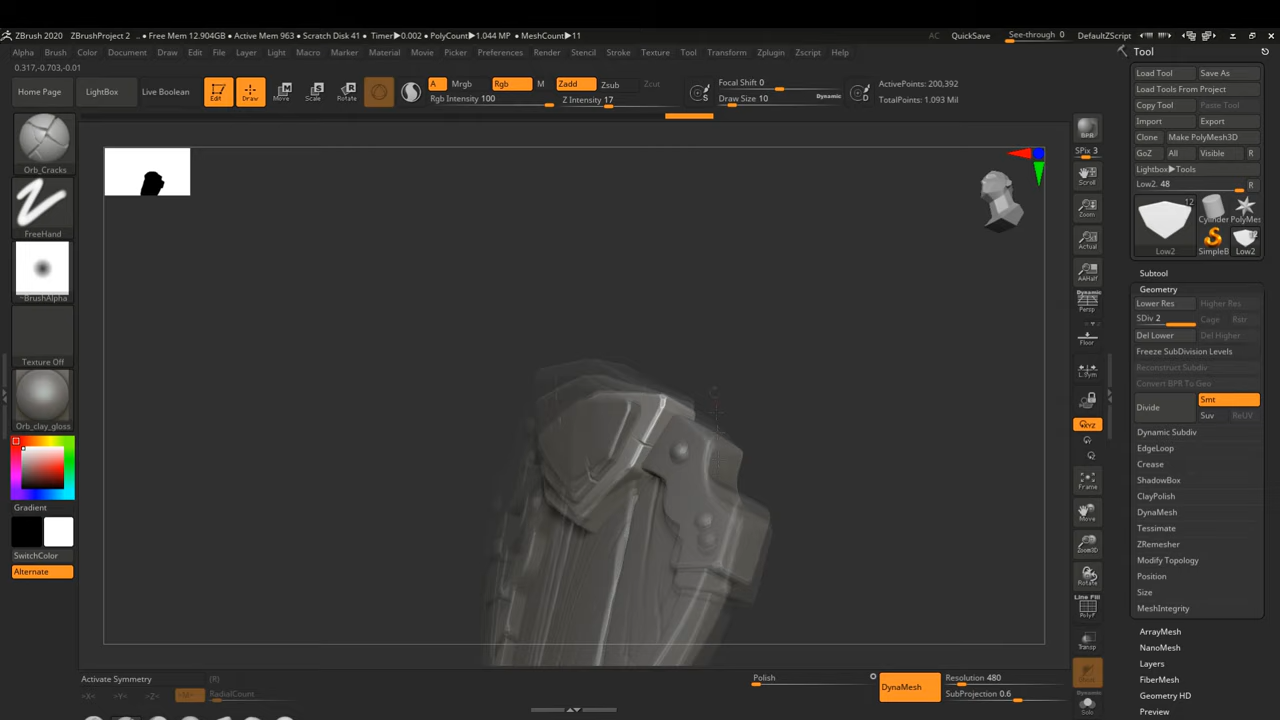 ZBrush 2020 ZBrushProject 2 • Free Mem 12.904GB • Active Mem 963 • Scratch Disk 41 • Timer▶0.002 • PolyCount▶1.044 MP • MeshCount▶11 AC QuickSave See-through 0 DefaultZScript
Alpha Brush Color Document Draw Edit File Layer Light Macro Marker Material Movie Picker Preferences Render Stencil Stroke Texture Tool Transform Zplugin Zscript Help
0.317,-0.703,-0.01
Home Page LightBox Live Boolean Edit Draw Move Scale Rotate
A Mrgb Rgb M Zadd Zsub Zcut
Rgb Intensity 100 Z Intensity 17
Focal Shift 0
Draw Size 10 Dynamic
ActivePoints: 200,392
TotalPoints: 1.093 Mil
Orb_Cracks
FreeHand
~BrushAlpha
Texture Off
Orb_clay_gloss
Gradient
SwitchColor
Alternate
BPR
SPix 3
Scroll
Zoom
Actual
AAHalf
Dynamic
Persp
Floor
L.Sym
XYZ
Frame
Move
Zoom3D
Rotate
Line Fill
PolyF
Transp
Dynamic
Solo
Tool
Load Tool Save As
Load Tools From Project
Copy Tool Paste Tool
Import Export
Clone Make PolyMesh3D
GoZ All Visible R
Lightbox▶Tools
Low2. 48 R
12
Cylinder PolyMes
12
Low2 SimpleB Low2
Subtool
Geometry
Lower Res Higher Res
SDiv 2 Cage Rstr
Del Lower Del Higher
Freeze SubDivision Levels
Reconstruct Subdiv
Convert BPR To Geo
Divide Smt
Suv ReUV
Dynamic Subdiv
EdgeLoop
Crease
ShadowBox
ClayPolish
DynaMesh
Tessimate
ZRemesher
Modify Topology
Position
Size
MeshIntegrity
ArrayMesh
NanoMesh
Layers
FiberMesh
Geometry HD
Preview
Activate Symmetry (R)
>X< >Y< >Z< >M< RadialCount
Polish
DynaMesh
Resolution 480
SubProjection 0.6